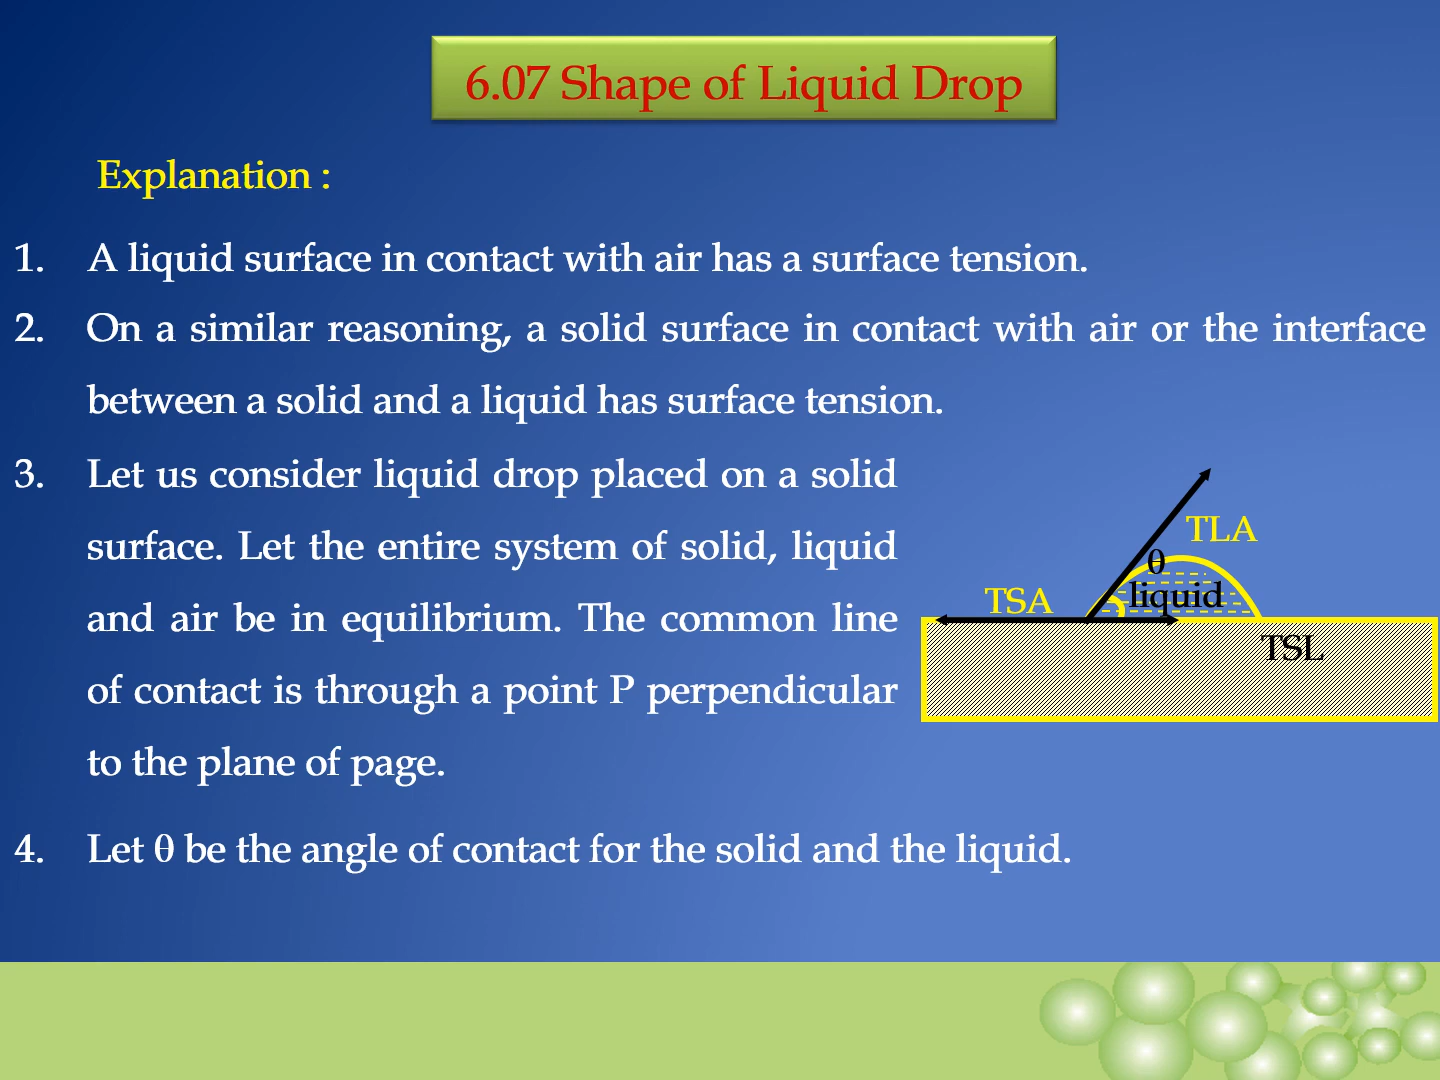 6.07 Shape of Liquid Drop
Explanation :
1. A liquid surface in contact with air has a surface tension.
2. On a similar reasoning, a solid surface in contact with air or the interface
between a solid and a liquid has surface tension.
3. Let us consider liquid drop placed on a solid
surface. Let the entire system of solid, liquid
and air be in equilibrium. The common line
of contact is through a point P perpendicular
to the plane of page.
4. Let θ be the angle of contact for the solid and the liquid.
TLA
θ
liquid
TSA
TSL